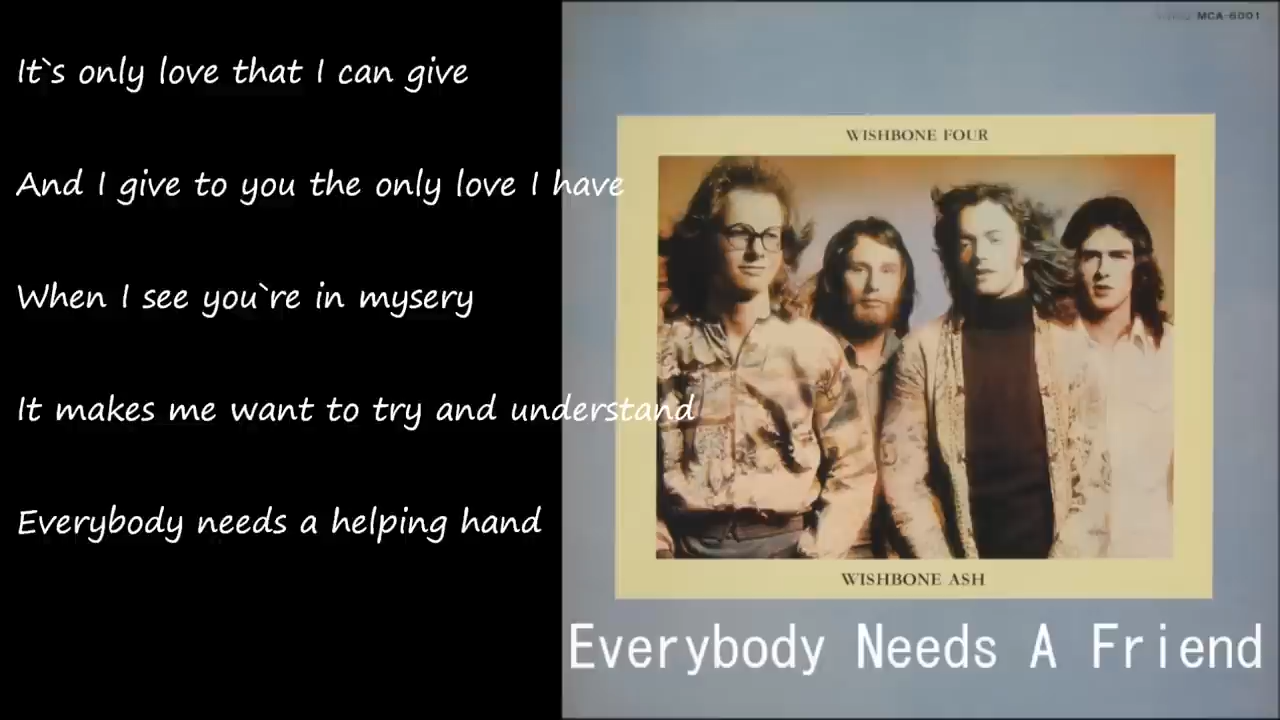 It`s only love that I can give
And I give to you the only love I have
When I see you`re in mysery
It makes me want to try and understand
Everybody needs a helping hand
MCA-6001
WISHBONE FOUR
WISHBONE ASH
Everybody Needs A Friend